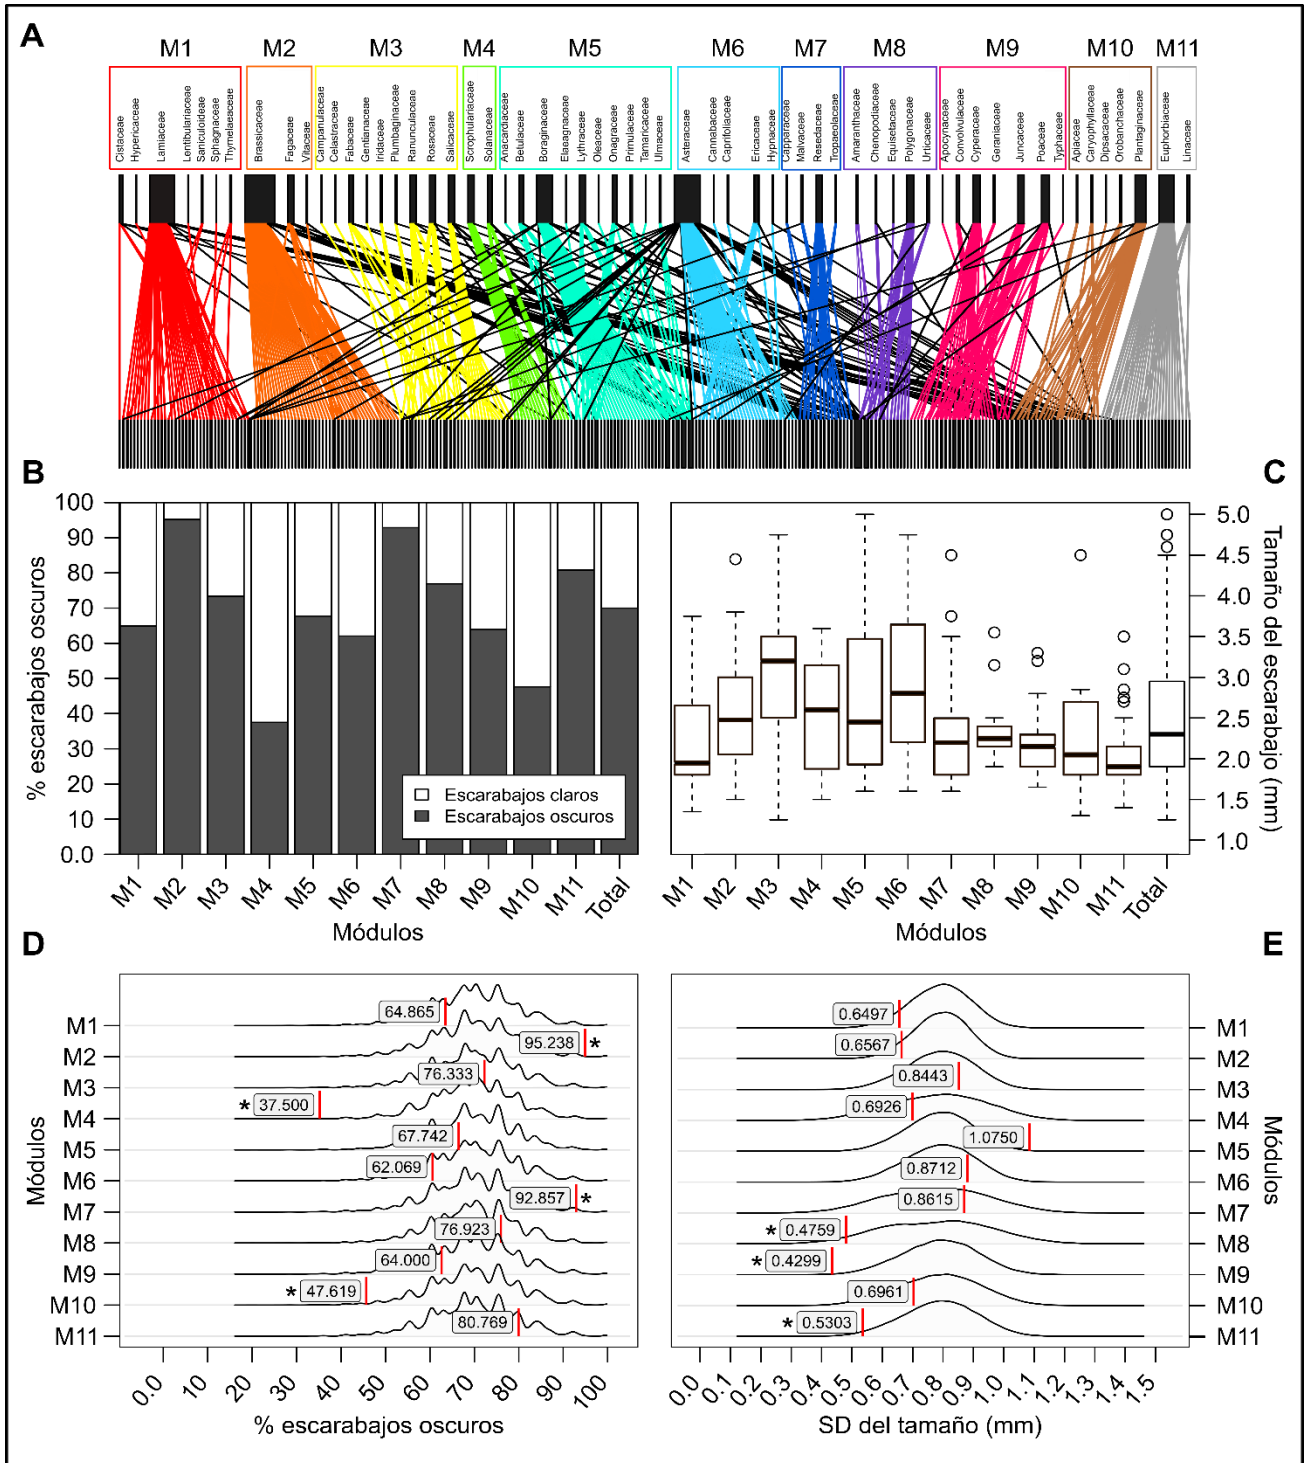 A
M1 M2 M3 M4 M5 M6 M7 M8 M9 M10 M11
Cistaceae
Hypericaceae
Lamiaceae
Lentibulariaceae
Saniculoideae
Sphagnaceae
Thymelaeaceae
Brassicaceae
Fagaceae
Vitaceae
Campanulaceae
Celastraceae
Fabaceae
Gentianaceae
Iridaceae
Plumbaginaceae
Ranunculaceae
Rosaceae
Salicaceae
Scrophulariaceae
Solanaceae
Anacardiaceae
Betulaceae
Boraginaceae
Elaeagnaceae
Lythraceae
Oleaceae
Onagraceae
Primulaceae
Tamaricaceae
Ulmaceae
Asteraceae
Cannabaceae
Caprifoliaceae
Ericaceae
Hypnaceae
Capparaceae
Malvaceae
Resedaceae
Tropaeolaceae
Amaranthaceae
Chenopodiaceae
Equisetaceae
Polygonaceae
Urticaceae
Apocynaceae
Convolvulaceae
Cyperaceae
Geraniaceae
Juncaceae
Poaceae
Typhaceae
Apiaceae
Caryophyllaceae
Dipsaraceae
Orobanchaceae
Plantaginaceae
Euphorbiaceae
Linaceae
B
% escarabajos oscuros
100
90
80
70
60
50
40
30
20
10
0.0
Escarabajos claros
Escarabajos oscuros
M1 M2 M3 M4 M5 M6 M7 M8 M9 M10 M11 Total
Módulos
C
Tamaño del escarabajo (mm)
5.0
4.5
4.0
3.5
3.0
2.5
2.0
1.5
1.0
M1 M2 M3 M4 M5 M6 M7 M8 M9 M10 M11 Total
Módulos
D
Módulos
M1 64.865
M2 95.238 *
M3 76.333
M4 * 37.500
M5 67.742
M6 62.069
M7 92.857 *
M8 76.923
M9 64.000
M10 * 47.619
M11 80.769
0.0 10 20 30 40 50 60 70 80 90 100
% escarabajos oscuros
E
Módulos
0.6497 M1
0.6567 M2
0.8443 M3
0.6926 M4
1.0750 M5
0.8712 M6
0.8615 M7
* 0.4759 M8
* 0.4299 M9
0.6961 M10
* 0.5303 M11
0.0 0.1 0.2 0.3 0.4 0.5 0.6 0.7 0.8 0.9 1.0 1.1 1.2 1.3 1.4 1.5
SD del tamaño (mm)